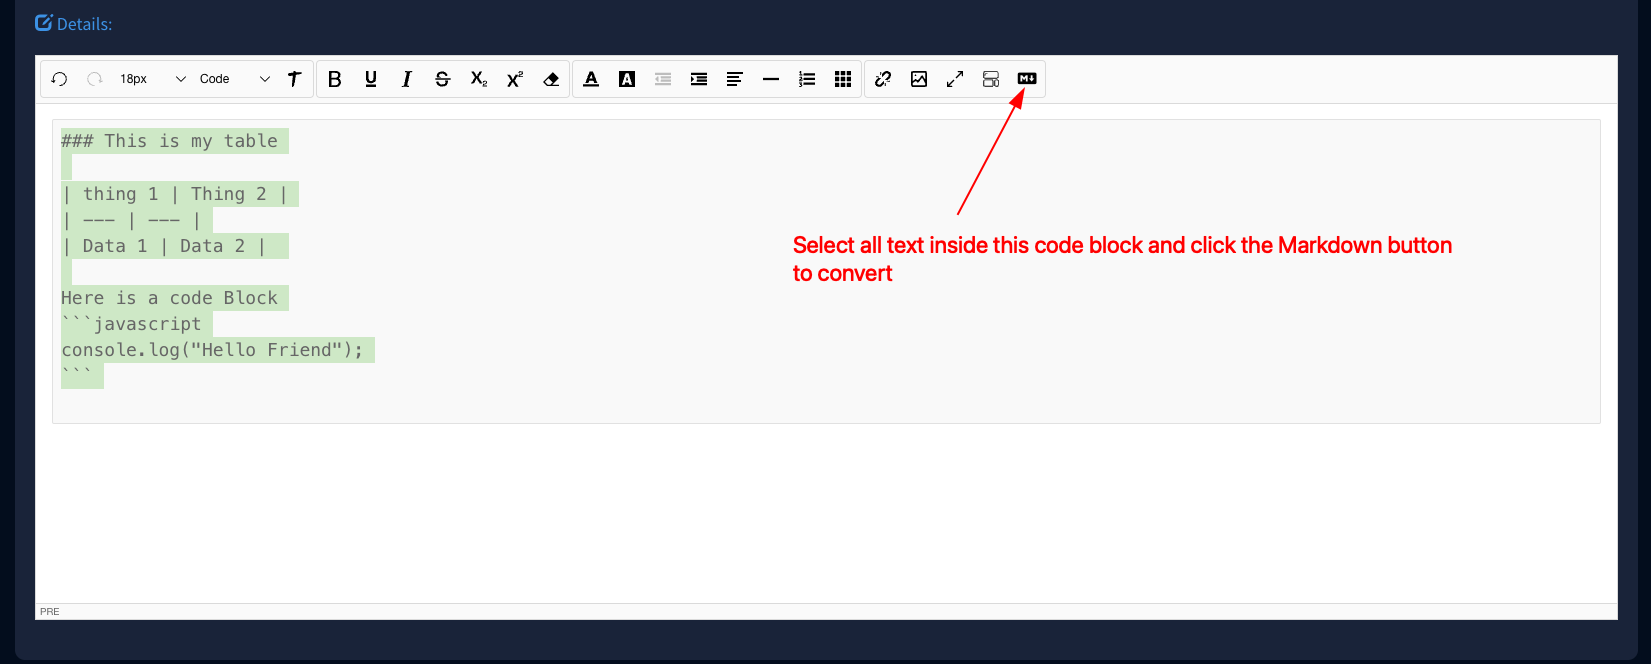 Details:
18px Code B U I S X₂ X² A A M↓
### This is my table
| thing 1 | Thing 2 |
| --- | --- |
| Data 1 | Data 2 |
Here is a code Block
```javascript
console.log("Hello Friend");
```
Select all text inside this code block and click the Markdown button
to convert
PRE